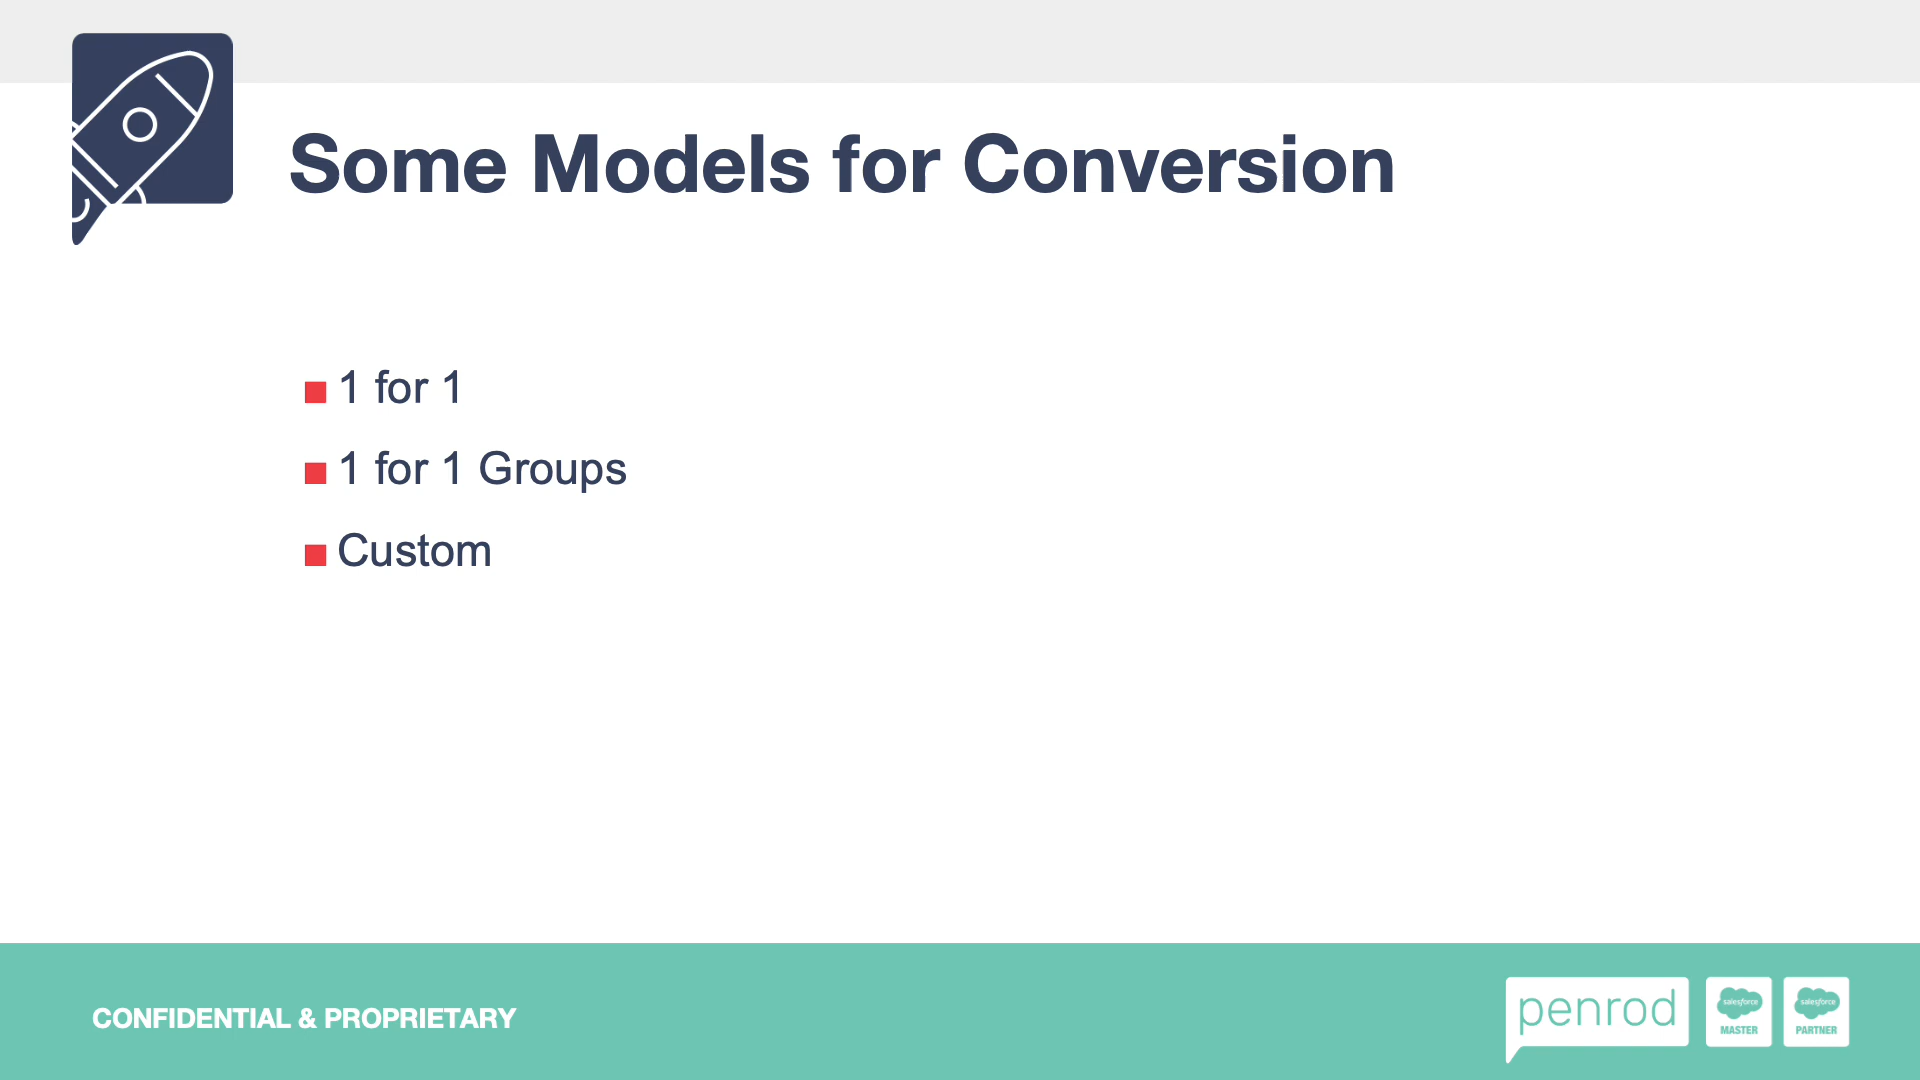 Some Models for Conversion
1 for 1
1 for 1 Groups
Custom
CONFIDENTIAL & PROPRIETARY
penrod
salesforce
MASTER
salesforce
PARTNER